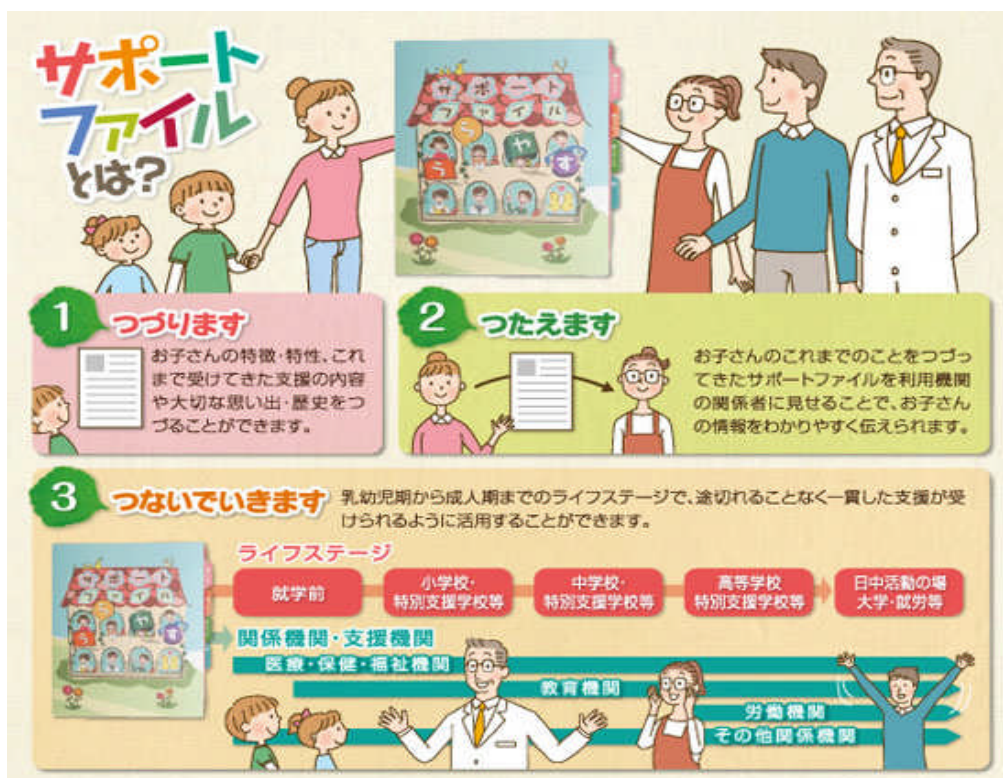 サポート
ファイル
とは?
サポート
ファイル
うらやす
1
つづります
お子さんの特徴・特性、これ
まで受けてきた支援の内容
や大切な思い出・歴史をつ
づることができます。
2
つたえます
お子さんのこれまでのことをつづっ
てきたサポートファイルを利用機関
の関係者に見せることで、お子さん
の情報をわかりやすく伝えられます。
3
つないでいきます
乳幼児期から成人期までのライフステージで、途切れることなく一貫した支援が受
けられるように活用することができます。
サポート
ファイル
うらやす
ライフステージ
就学前
小学校・
特別支援学校等
中学校・
特別支援学校等
高等学校
特別支援学校等
日中活動の場
大学・就労等
関係機関・支援機関
医療・保健・福祉機関
教育機関
労働機関
その他関係機関